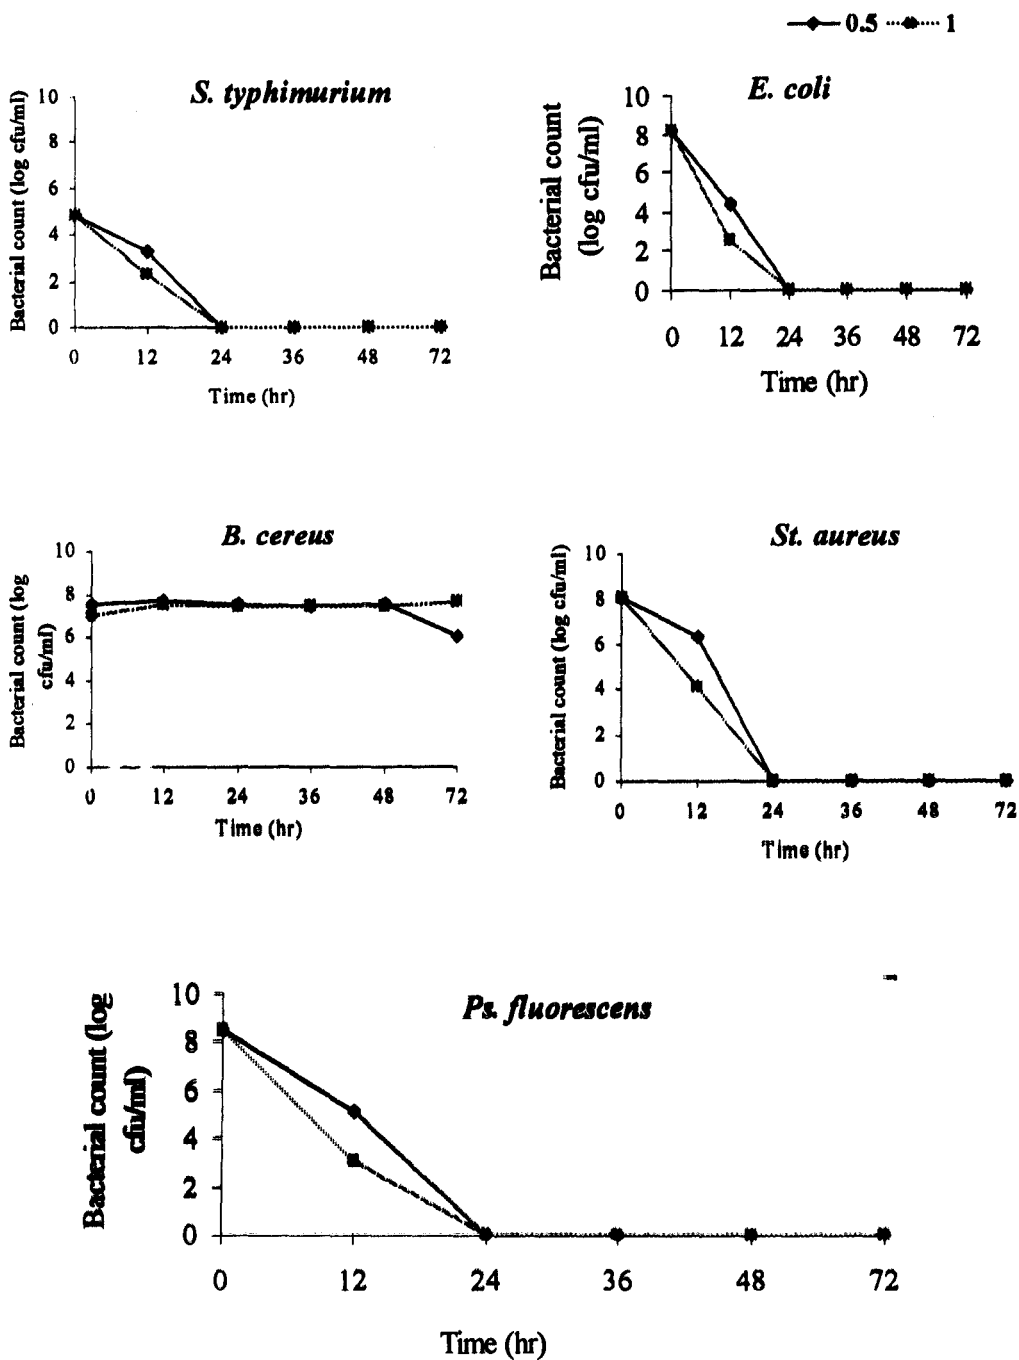 0.5 1
S. typhimurium
Bacterial count (log cfu/ml)
10
8
6
4
2
0
0 12 24 36 48 72
Time (hr)
E. coli
Bacterial count
(log cfu/ml)
10
8
6
4
2
0
0 12 24 36 48 72
Time (hr)
B. cereus
Bacterial count (log
cfu/ml)
10
8
6
4
2
0
0 12 24 36 48 72
Time (hr)
St. aureus
Bacterial count (log cfu/ml)
10
8
6
4
2
0
0 12 24 36 48 72
Time (hr)
Ps. fluorescens
Bacterial count (log
cfu/ml)
10
8
6
4
2
0
0 12 24 36 48 72
Time (hr)